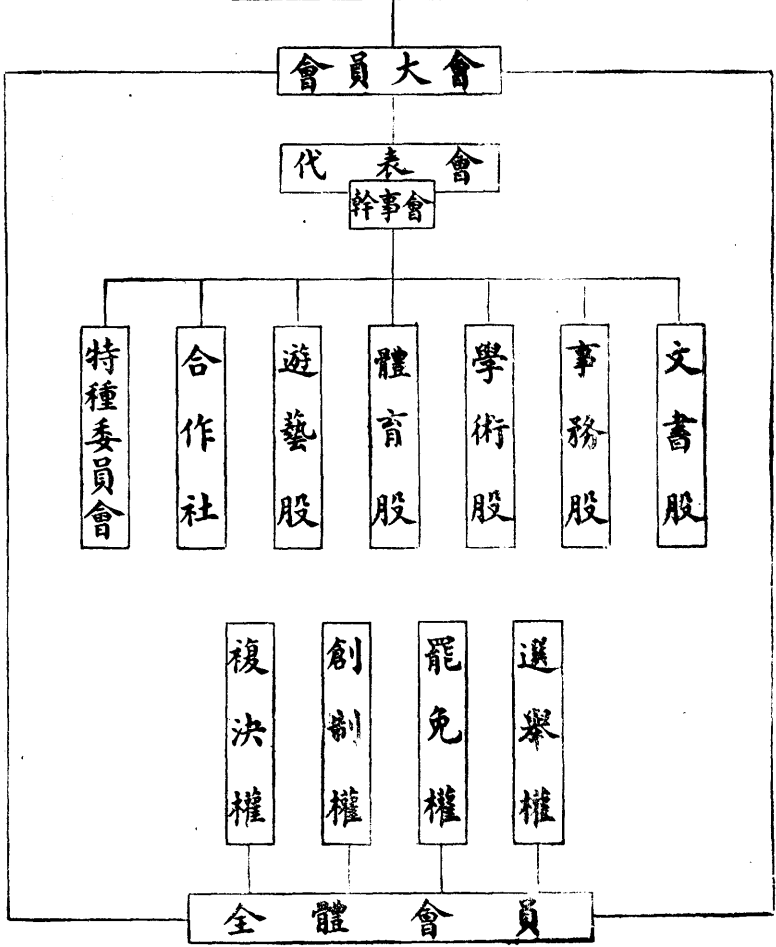 會員大會
代表會
幹事會
文書股
事務股
學術股
體育股
遊藝股
合作社
特種委員會
選舉權
罷免權
創制權
複決權
全體會員